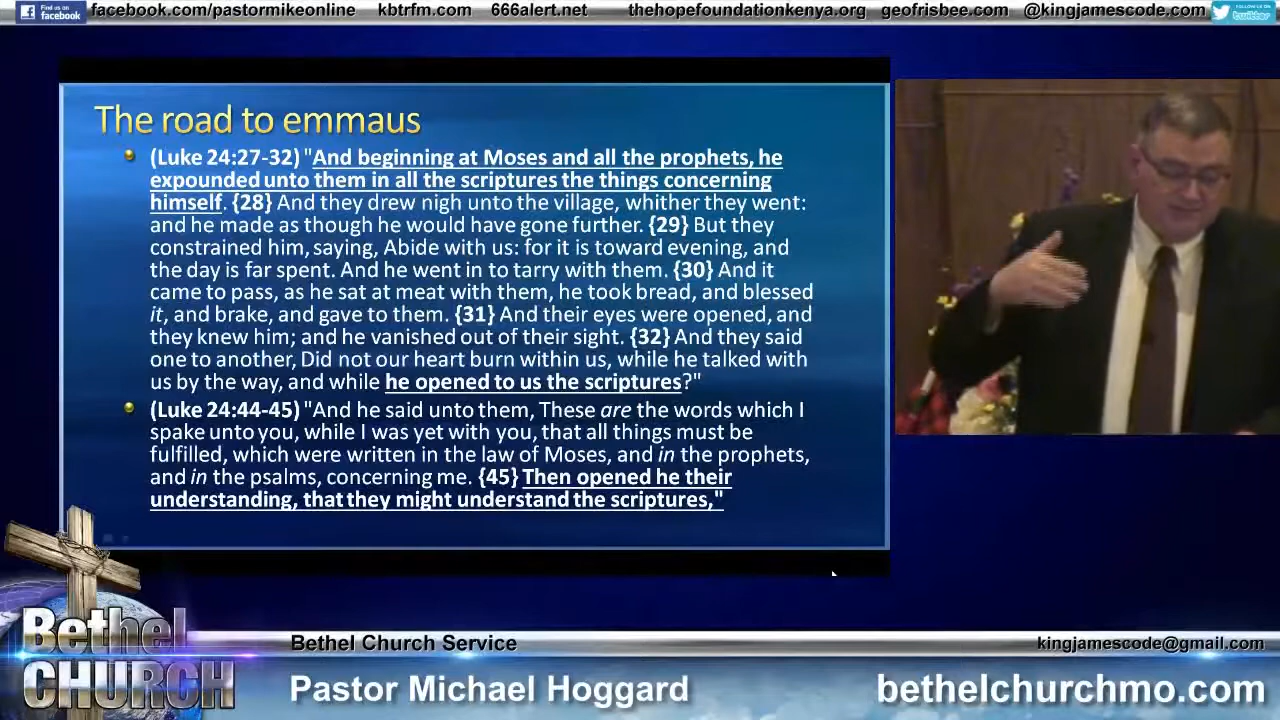 Find us on facebook facebook.com/pastormikeonline kbtrfm.com 666alert.net thehopefoundationkenya.org geofrisbee.com @kingjamescode.com FOLLOW US ON twitter
The road to emmaus
(Luke 24:27-32) "And beginning at Moses and all the prophets, he
expounded unto them in all the scriptures the things concerning
himself. {28} And they drew nigh unto the village, whither they went:
and he made as though he would have gone further. {29} But they
constrained him, saying, Abide with us: for it is toward evening, and
the day is far spent. And he went in to tarry with them. {30} And it
came to pass, as he sat at meat with them, he took bread, and blessed
it, and brake, and gave to them. {31} And their eyes were opened, and
they knew him; and he vanished out of their sight. {32} And they said
one to another, Did not our heart burn within us, while he talked with
us by the way, and while he opened to us the scriptures?"
(Luke 24:44-45) "And he said unto them, These are the words which I
spake unto you, while I was yet with you, that all things must be
fulfilled, which were written in the law of Moses, and in the prophets,
and in the psalms, concerning me. {45} Then opened he their
understanding, that they might understand the scriptures,"
Bethel
CHURCH
Bethel Church Service kingjamescode@gmail.com
Pastor Michael Hoggard bethelchurchmo.com